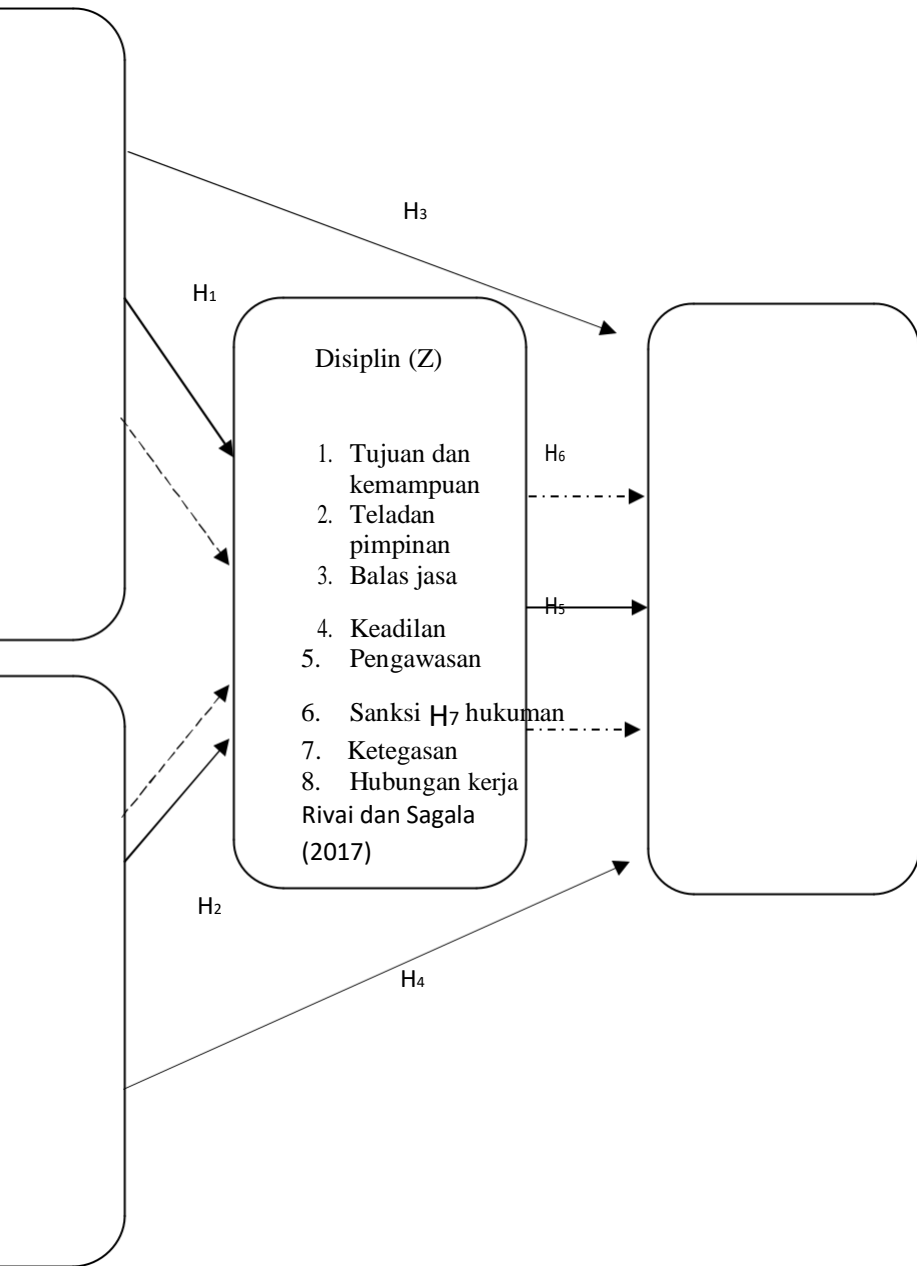 H3
H1
Disiplin (Z)
1. Tujuan dan
kemampuan
2. Teladan
pimpinan
3. Balas jasa
4. Keadilan
5. Pengawasan
6. Sanksi H7 hukuman
7. Ketegasan
8. Hubungan kerja
Rivai dan Sagala
(2017)
H6
H5
H2
H4